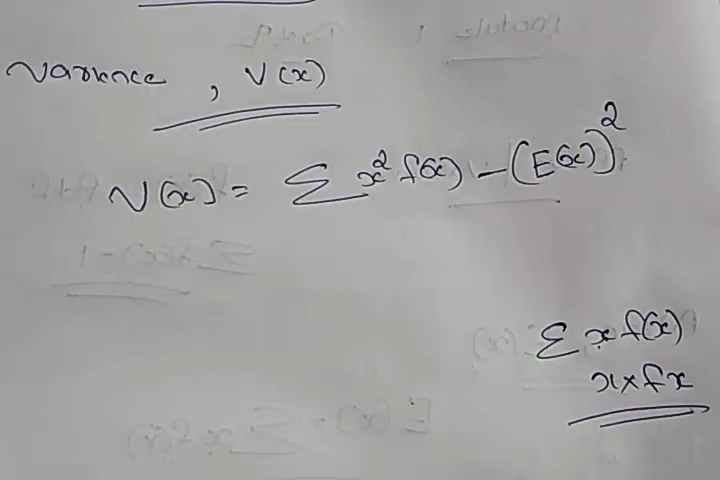 Varience , V(x)
V(x) = Σ x² f(x) - (E(x))²
Σ x f(x)
x × fx